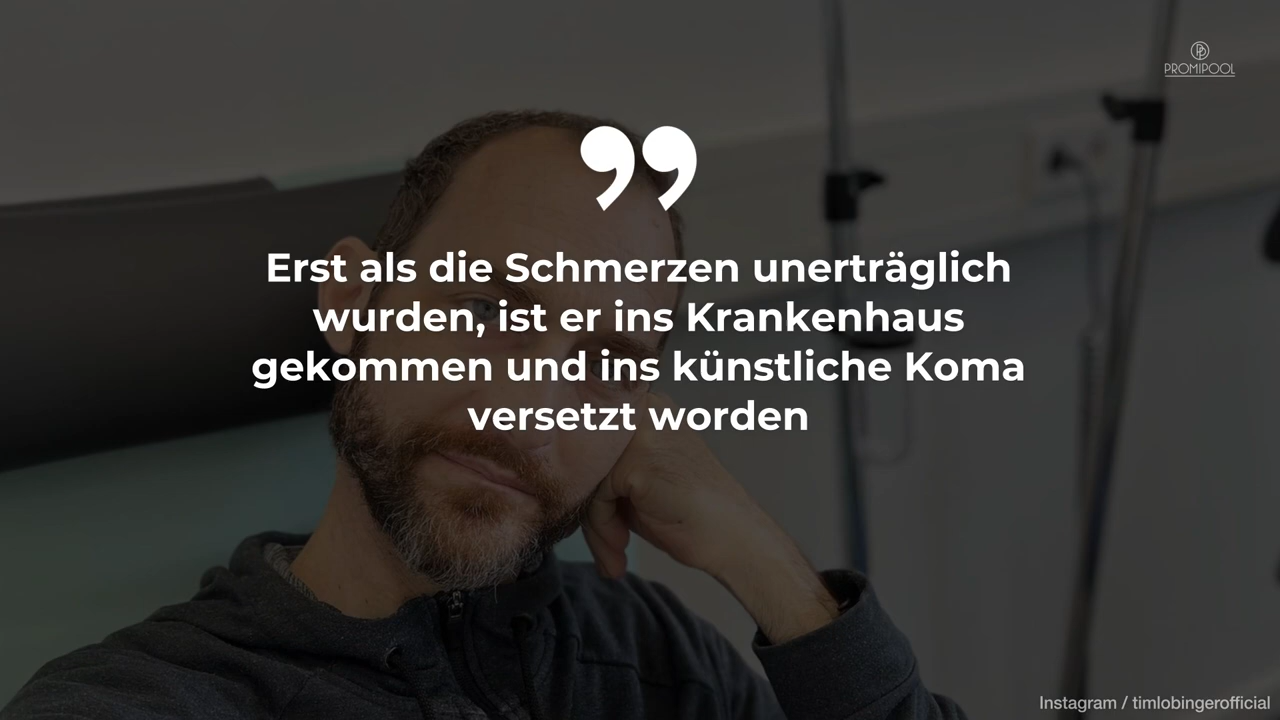 PROMIPOOL
”
Erst als die Schmerzen unerträglich
wurden, ist er ins Krankenhaus
gekommen und ins künstliche Koma
versetzt worden
Instagram / timlobingerofficial